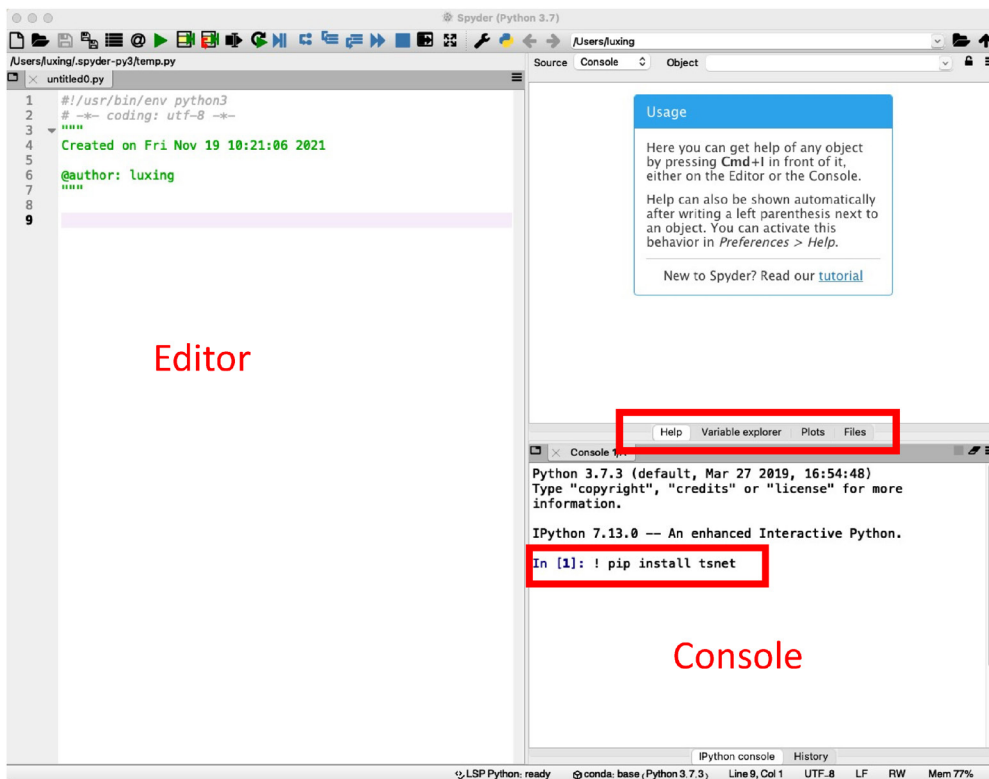 Spyder (Python 3.7)
/Users/luxing
/Users/luxing/.spyder-py3/temp.py
Source Console Object
untitled0.py
1 #!/usr/bin/env python3
2 # -*- coding: utf-8 -*-
3 """
4 Created on Fri Nov 19 10:21:06 2021
5
6 @author: luxing
7 """
8
9
Editor
Usage
Here you can get help of any object
by pressing Cmd+I in front of it,
either on the Editor or the Console.
Help can also be shown automatically
after writing a left parenthesis next to
an object. You can activate this
behavior in Preferences > Help.
New to Spyder? Read our tutorial
Help Variable explorer Plots Files
Console
Python 3.7.3 (default, Mar 27 2019, 16:54:48)
Type "copyright", "credits" or "license" for more
information.
IPython 7.13.0 -- An enhanced Interactive Python.
In [1]: ! pip install tsnet
Console
IPython console History
LSP Python: ready conda: base (Python 3.7.3) Line 9, Col 1 UTF-8 LF RW Mem 77%